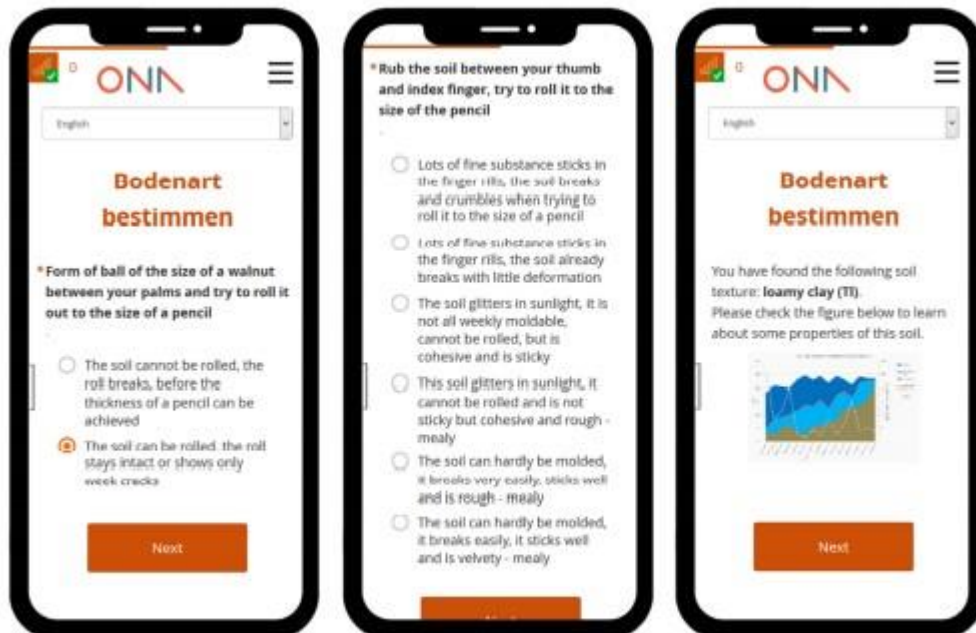 0
ONA
English
Bodenart
bestimmen
*Form of ball of the size of a walnut
between your palms and try to roll it
out to the size of a pencil
The soil cannot be rolled, the
roll breaks, before the
thickness of a pencil can be
achieved
The soil can be rolled, the roll
stays intact or shows only
week cracks
Next
*Rub the soil between your thumb
and index finger, try to roll it to the
size of the pencil
Lots of fine substance sticks in
the finger rills, the soil breaks
and crumbles when trying to
roll it to the size of a pencil
Lots of fine substance sticks in
the finger rills, the soil already
breaks with little deformation
The soil glitters in sunlight, it is
not all weekly moldable,
cannot be rolled, but is
cohesive and is sticky
This soil glitters in sunlight, it
cannot be rolled and is not
sticky but cohesive and rough -
mealy
The soil can hardly be molded,
it breaks very easily, sticks well
and is rough - mealy
The soil can hardly be molded,
it breaks easily, it sticks well
and is velvety - mealy
0
ONA
English
Bodenart
bestimmen
You have found the following soil
texture: loamy clay (Tl).
Please check the figure below to learn
about some properties of this soil.
Next